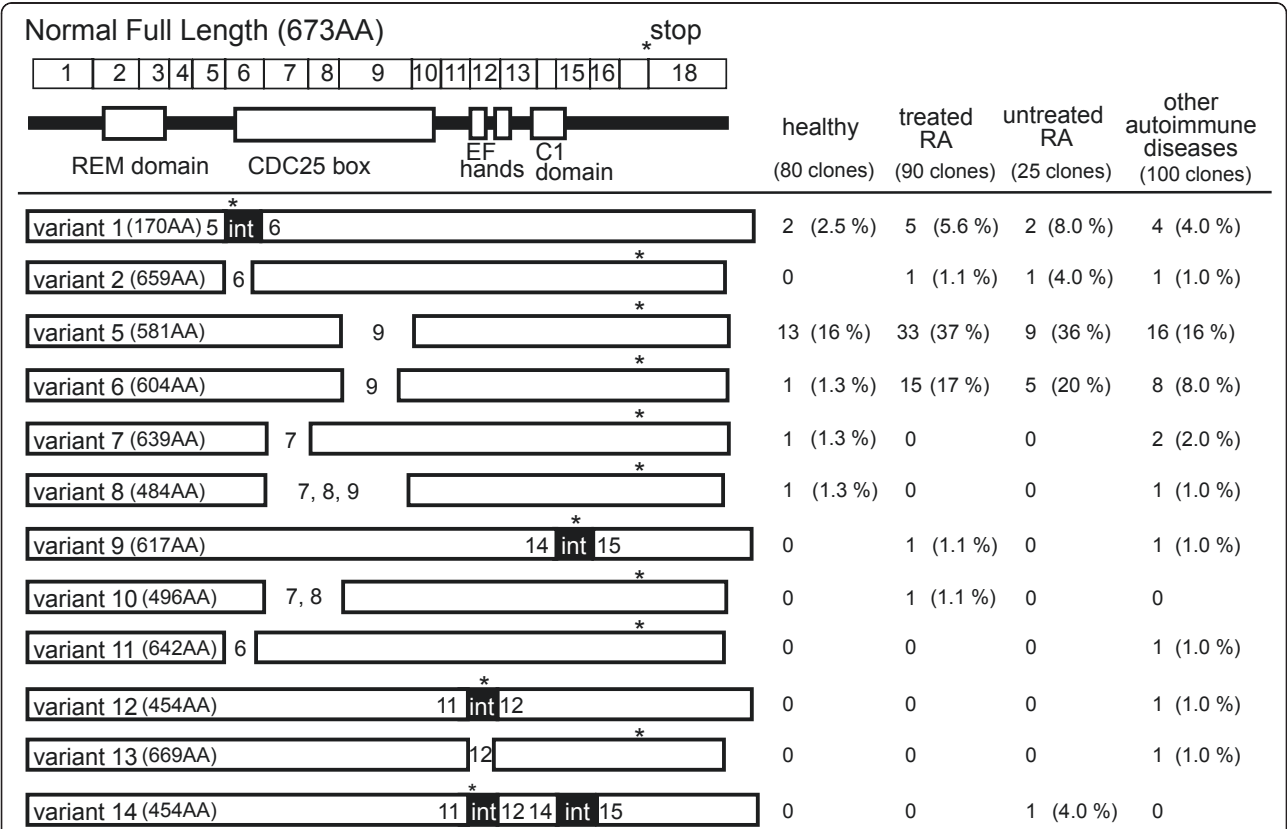 Normal Full Length (673AA) * stop
1 2 3 4 5 6 7 8 9 10 11 12 13 15 16 18
REM domain CDC25 box EF hands C1 domain
healthy (80 clones)
treated RA (90 clones)
untreated RA (25 clones)
other autoimmune diseases (100 clones)
*
variant 1 (170AA) 5 int 6 2 (2.5 %) 5 (5.6 %) 2 (8.0 %) 4 (4.0 %)
*
variant 2 (659AA) 6 0 1 (1.1 %) 1 (4.0 %) 1 (1.0 %)
*
variant 5 (581AA) 9 13 (16 %) 33 (37 %) 9 (36 %) 16 (16 %)
*
variant 6 (604AA) 9 1 (1.3 %) 15 (17 %) 5 (20 %) 8 (8.0 %)
*
variant 7 (639AA) 7 1 (1.3 %) 0 0 2 (2.0 %)
*
variant 8 (484AA) 7, 8, 9 1 (1.3 %) 0 0 1 (1.0 %)
*
variant 9 (617AA) 14 int 15 0 1 (1.1 %) 0 1 (1.0 %)
*
variant 10 (496AA) 7, 8 0 1 (1.1 %) 0 0
*
variant 11 (642AA) 6 0 0 0 1 (1.0 %)
*
variant 12 (454AA) 11 int 12 0 0 0 1 (1.0 %)
*
variant 13 (669AA) 12 0 0 0 1 (1.0 %)
*
variant 14 (454AA) 11 int 12 14 int 15 0 0 1 (4.0 %) 0